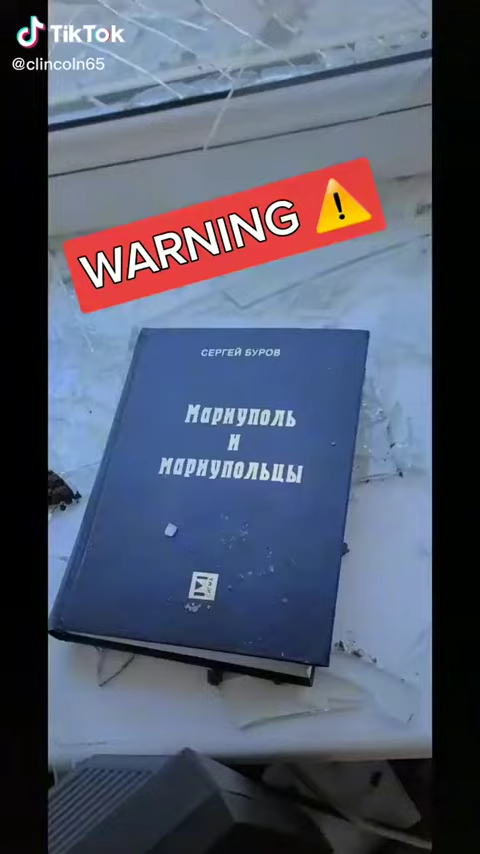 TikTok
@clincoln65
WARNING ⚠️
СЕРГЕЙ БУРОВ
Мариуполь
и
мариупольцы